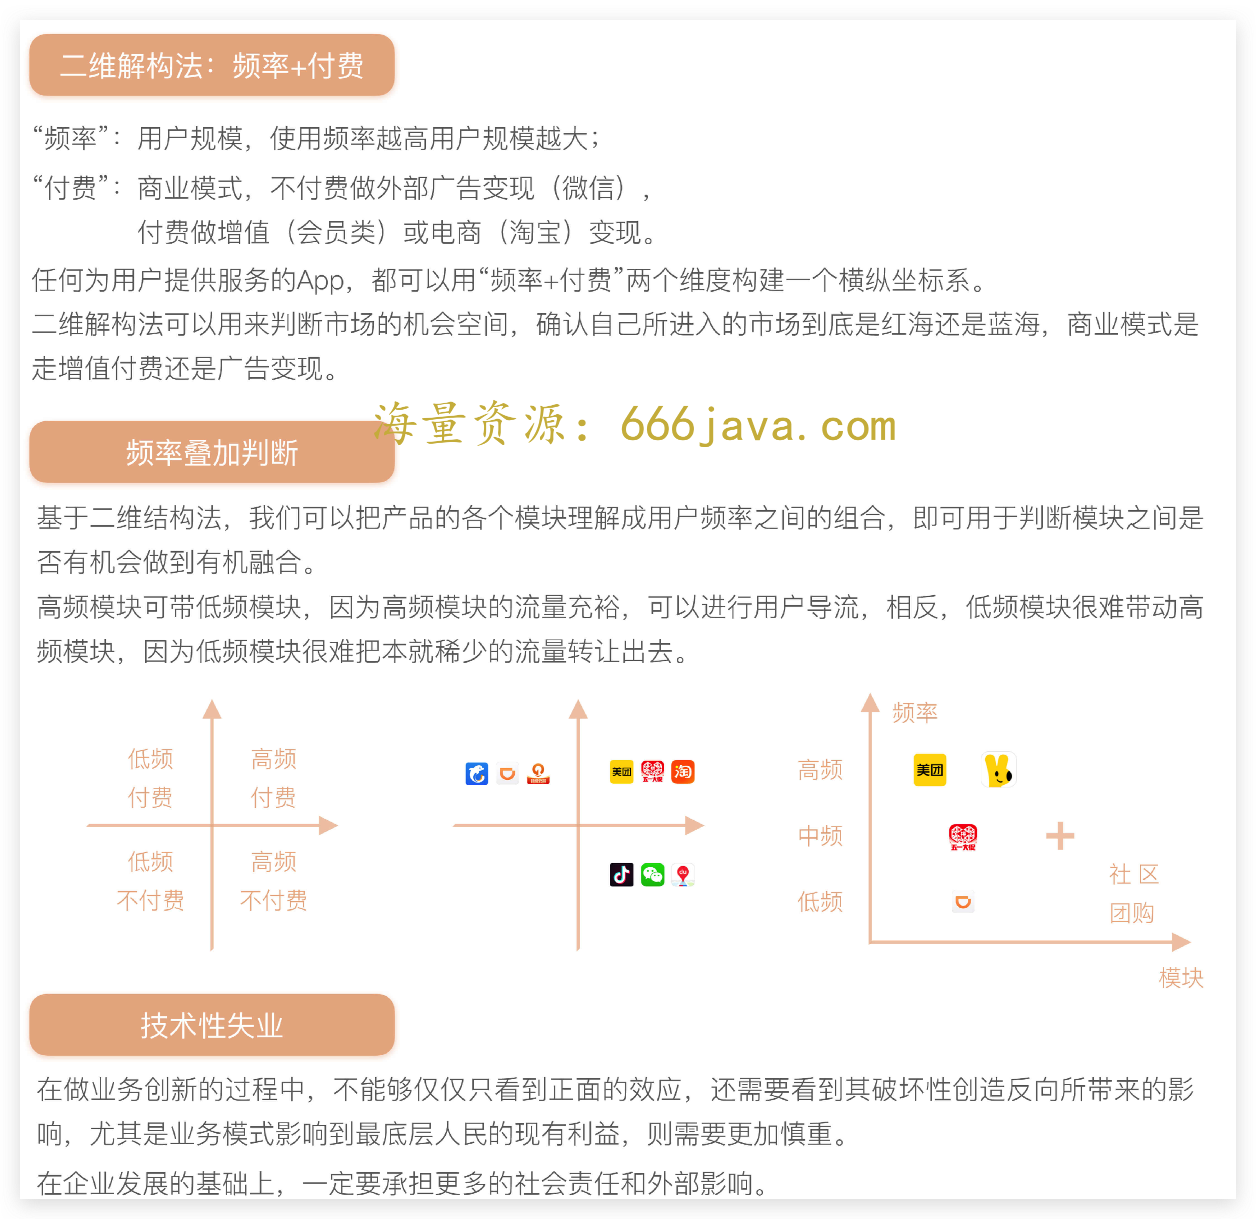 二维解构法：频率+付费
“频率”：用户规模，使用频率越高用户规模越大；
“付费”：商业模式，不付费做外部广告变现（微信），
付费做增值（会员类）或电商（淘宝）变现。
任何为用户提供服务的App，都可以用“频率+付费”两个维度构建一个横纵坐标系。
二维解构法可以用来判断市场的机会空间，确认自己所进入的市场到底是红海还是蓝海，商业模式是
走增值付费还是广告变现。
海量资源：666java.com
频率叠加判断
基于二维结构法，我们可以把产品的各个模块理解成用户频率之间的组合，即可用于判断模块之间是
否有机会做到有机融合。
高频模块可带低频模块，因为高频模块的流量充裕，可以进行用户导流，相反，低频模块很难带动高
频模块，因为低频模块很难把本就稀少的流量转让出去。
低频
付费
高频
付费
低频
不付费
高频
不付费
美团
五一大促
淘
du
频率
高频
美团
中频
五一大促
低频
+
社 区
团购
模块
技术性失业
在做业务创新的过程中，不能够仅仅只看到正面的效应，还需要看到其破坏性创造反向所带来的影
响，尤其是业务模式影响到最底层人民的现有利益，则需要更加慎重。
在企业发展的基础上，一定要承担更多的社会责任和外部影响。